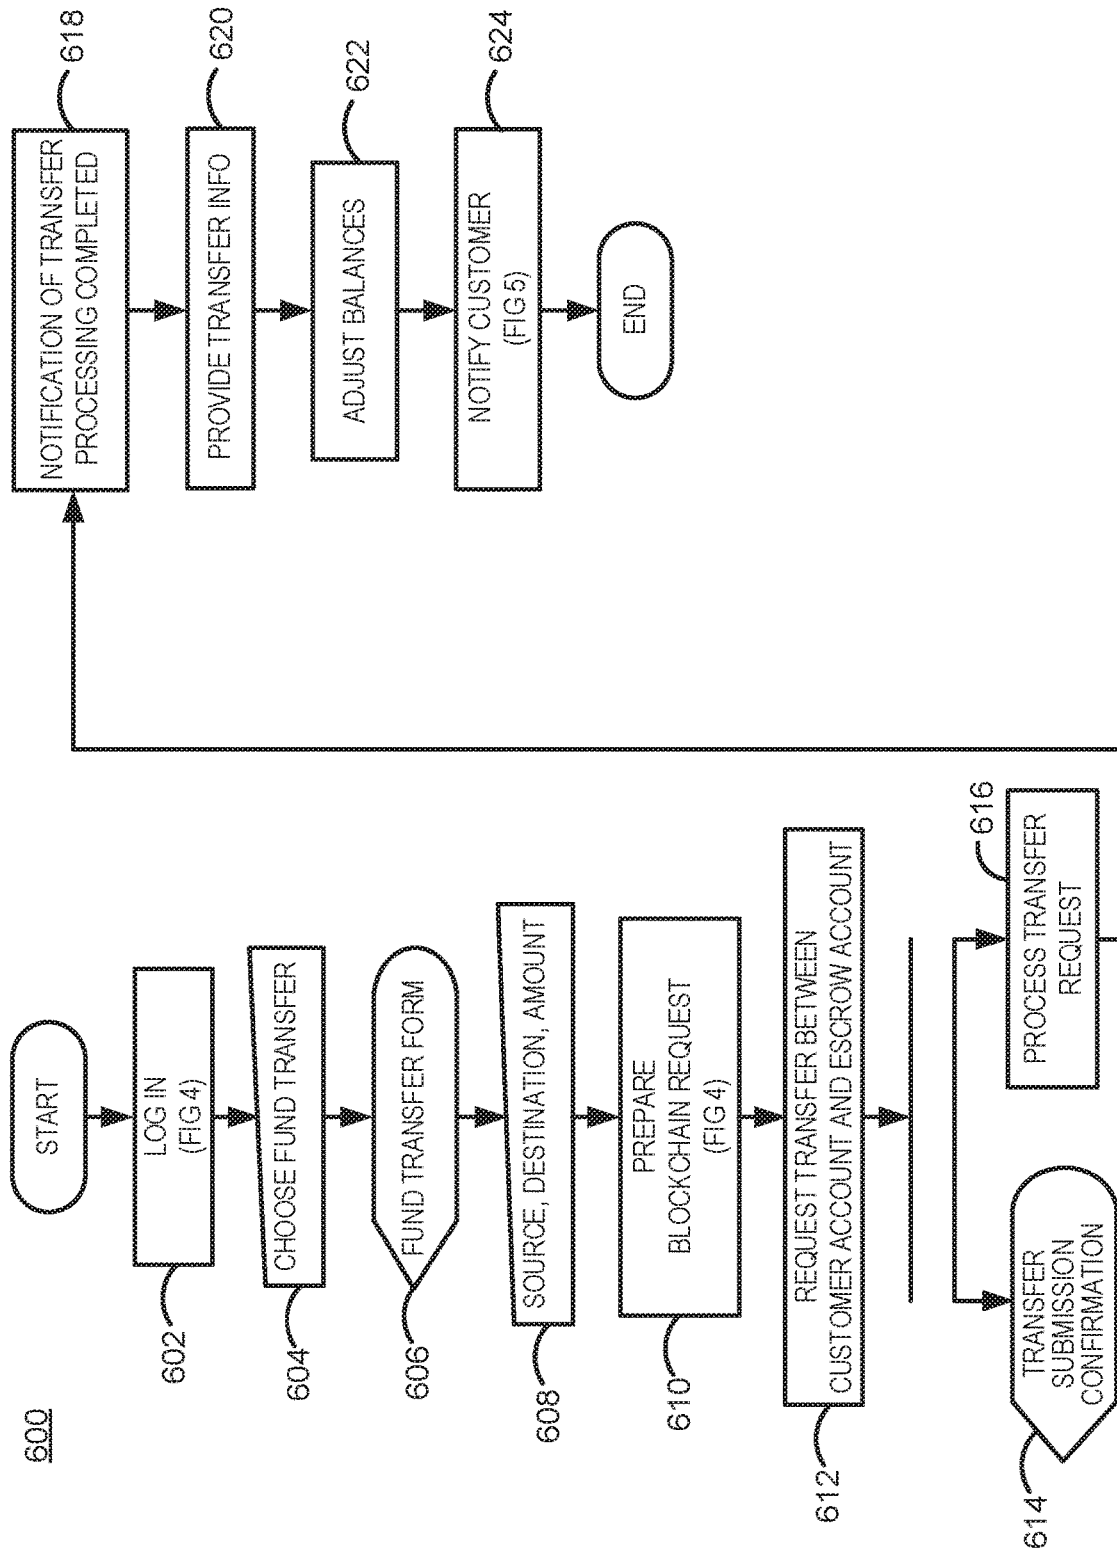 600
START
LOG IN
(FIG 4)
602
CHOOSE FUND TRANSFER
604
FUND TRANSFER FORM
606
SOURCE, DESTINATION, AMOUNT
608
PREPARE
BLOCKCHAIN REQUEST
(FIG 4)
610
REQUEST TRANSFER BETWEEN
CUSTOMER ACCOUNT AND ESCROW ACCOUNT
612
TRANSFER
SUBMISSION
CONFIRMATION
614
PROCESS TRANSFER
REQUEST
616
NOTIFICATION OF TRANSFER
PROCESSING COMPLETED
618
PROVIDE TRANSFER INFO
620
ADJUST BALANCES
622
NOTIFY CUSTOMER
(FIG 5)
624
END